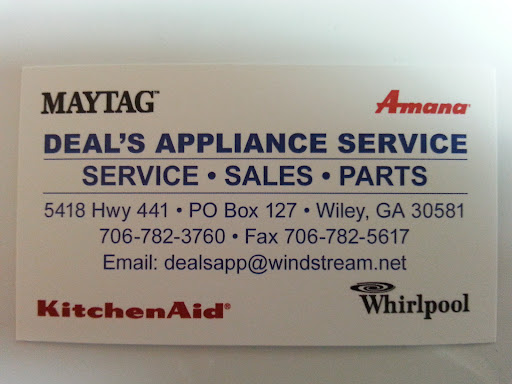 MAYTAG™ Amana®
DEAL'S APPLIANCE SERVICE
SERVICE • SALES • PARTS
5418 Hwy 441 • PO Box 127 • Wiley, GA 30581
706-782-3760 • Fax 706-782-5617
Email: dealsapp@windstream.net
KitchenAid® Whirlpool